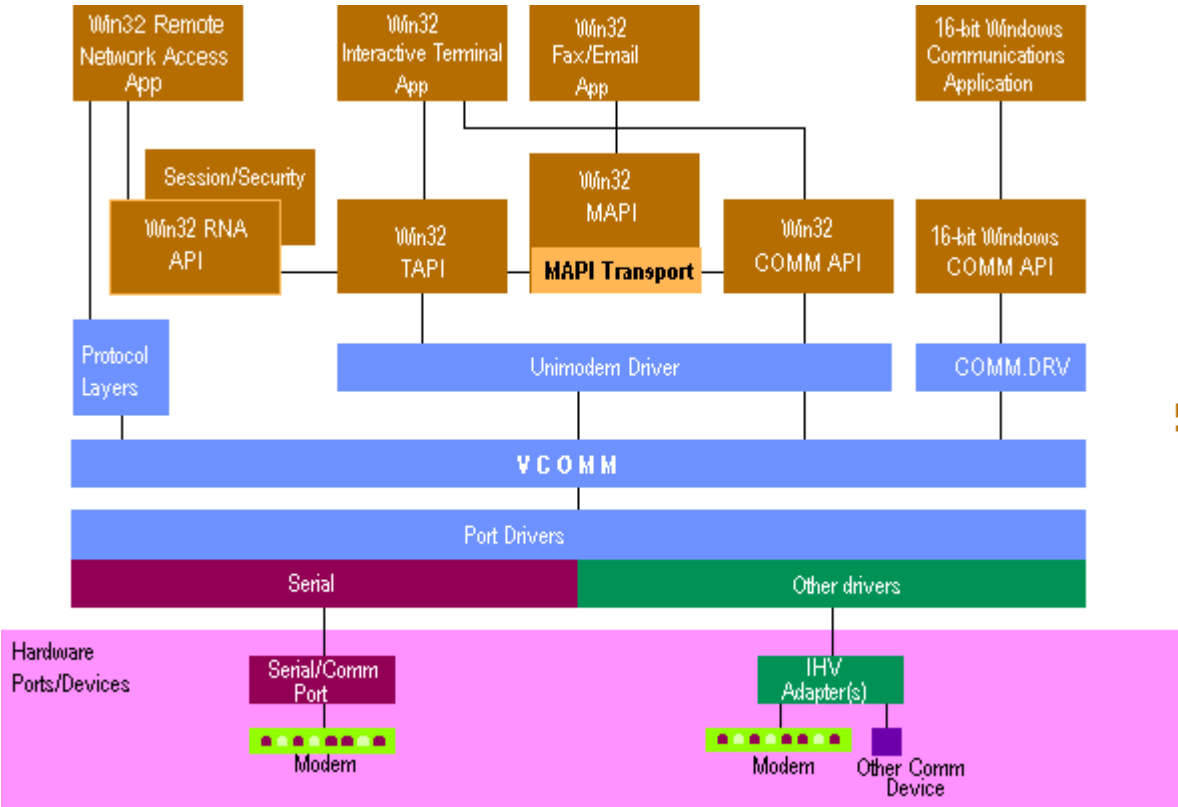 Win32 Remote
Network Access
App
Win32
Interactive Terminal
App
Win32
Fax/Email
App
16-bit Windows
Communications
Application
Session/Security
Win32 RNA
API
Win32
TAPI
Win32
MAPI
MAPI Transport
Win32
COMM API
16-bit Windows
COMM API
Protocol
Layers
Unimodem Driver
COMM.DRV
VCOMM
Port Drivers
Serial
Other drivers
Hardware
Ports/Devices
Serial/Comm
Port
Modem
IHV
Adapter(s)
Modem
Other Comm
Device